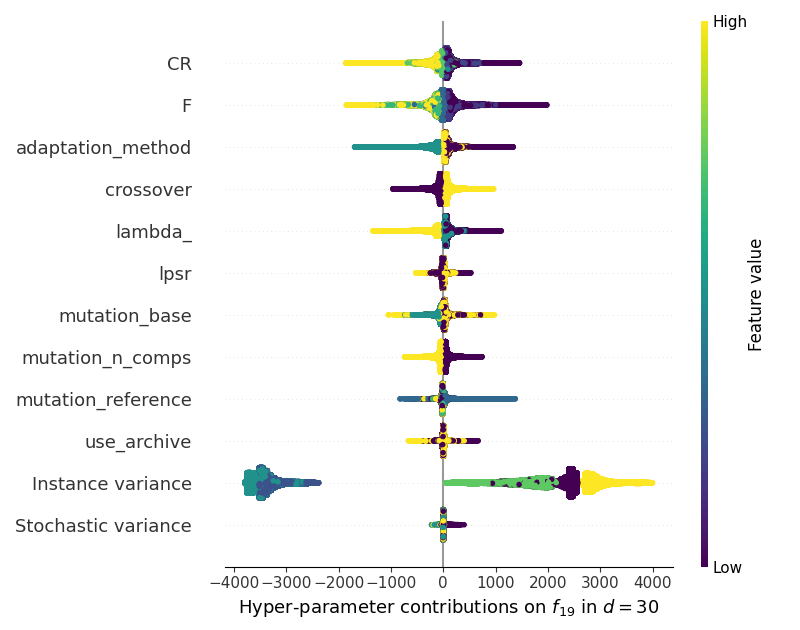 High
CR
F
adaptation_method
crossover
lambda_
lpsr
mutation_base
mutation_n_comps
mutation_reference
use_archive
Instance variance
Stochastic variance
Feature value
Low
−4000 −3000 −2000 −1000 0 1000 2000 3000 4000
Hyper-parameter contributions on f₁₉ in d = 30